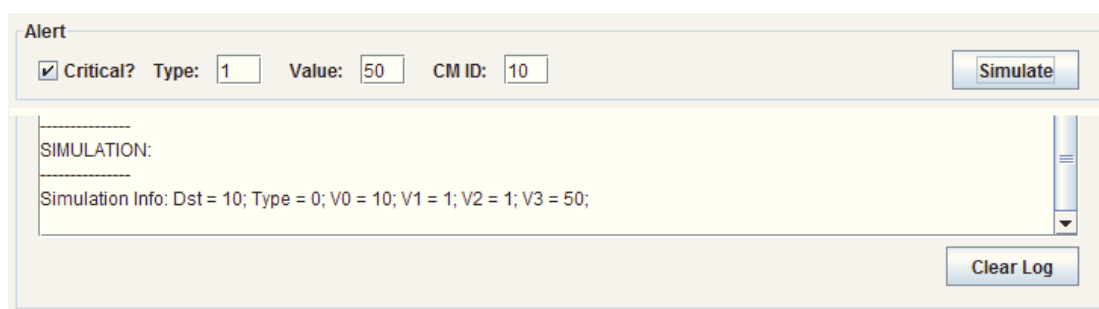 Alert
Critical? Type: 1 Value: 50 CM ID: 10 Simulate
---------------
SIMULATION:
---------------
Simulation Info: Dst = 10; Type = 0; V0 = 10; V1 = 1; V2 = 1; V3 = 50;
Clear Log